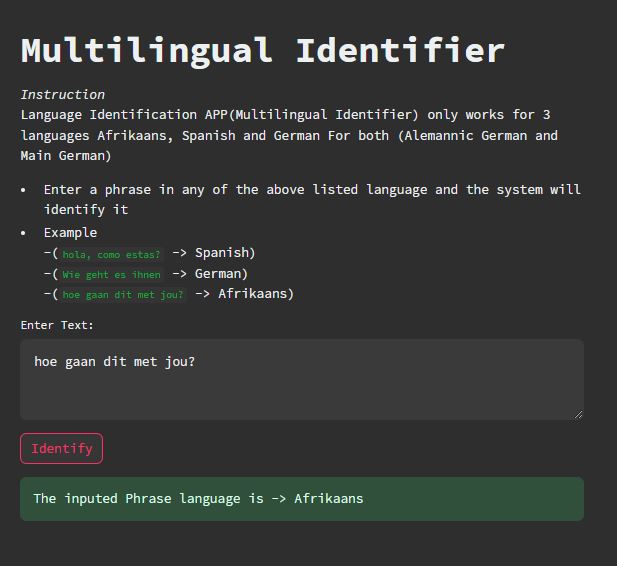 Multilingual Identifier
Instruction
Language Identification APP(Multilingual Identifier) only works for 3
languages Afrikaans, Spanish and German For both (Alemannic German and
Main German)
• Enter a phrase in any of the above listed language and the system will
identify it
• Example
-(hola, como estas? -> Spanish)
-(Wie geht es ihnen -> German)
-(hoe gaan dit met jou? -> Afrikaans)
Enter Text:
hoe gaan dit met jou?
Identify
The inputed Phrase language is -> Afrikaans